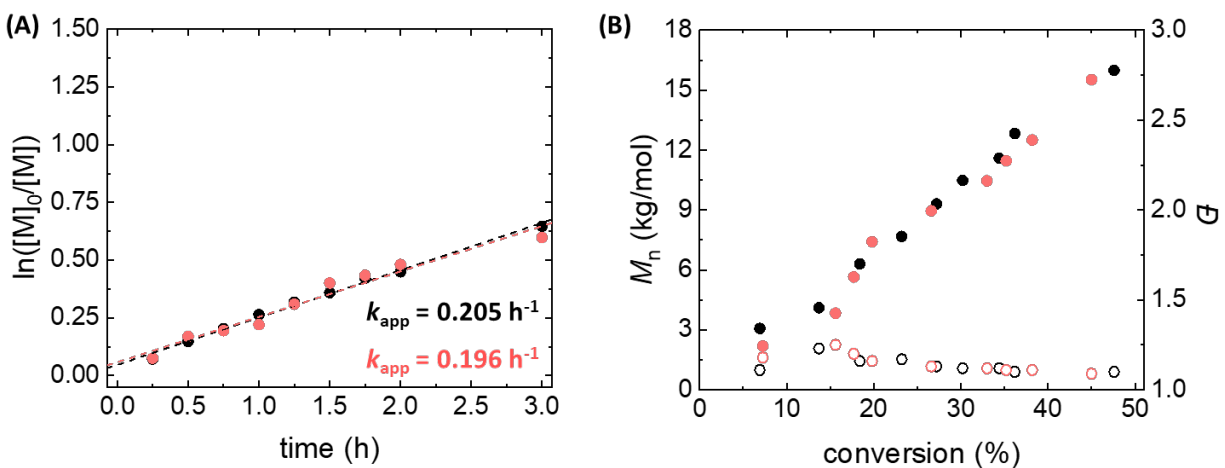 (A)
1.50
1.25
1.00
0.75
0.50
0.25
0.00
ln([M]0/[M])
kapp = 0.205 h-1
kapp = 0.196 h-1
0.0 0.5 1.0 1.5 2.0 2.5 3.0
time (h)
(B)
18
15
12
9
6
3
0
Mn (kg/mol)
3.0
2.5
2.0
1.5
1.0
Đ
0 10 20 30 40 50
conversion (%)